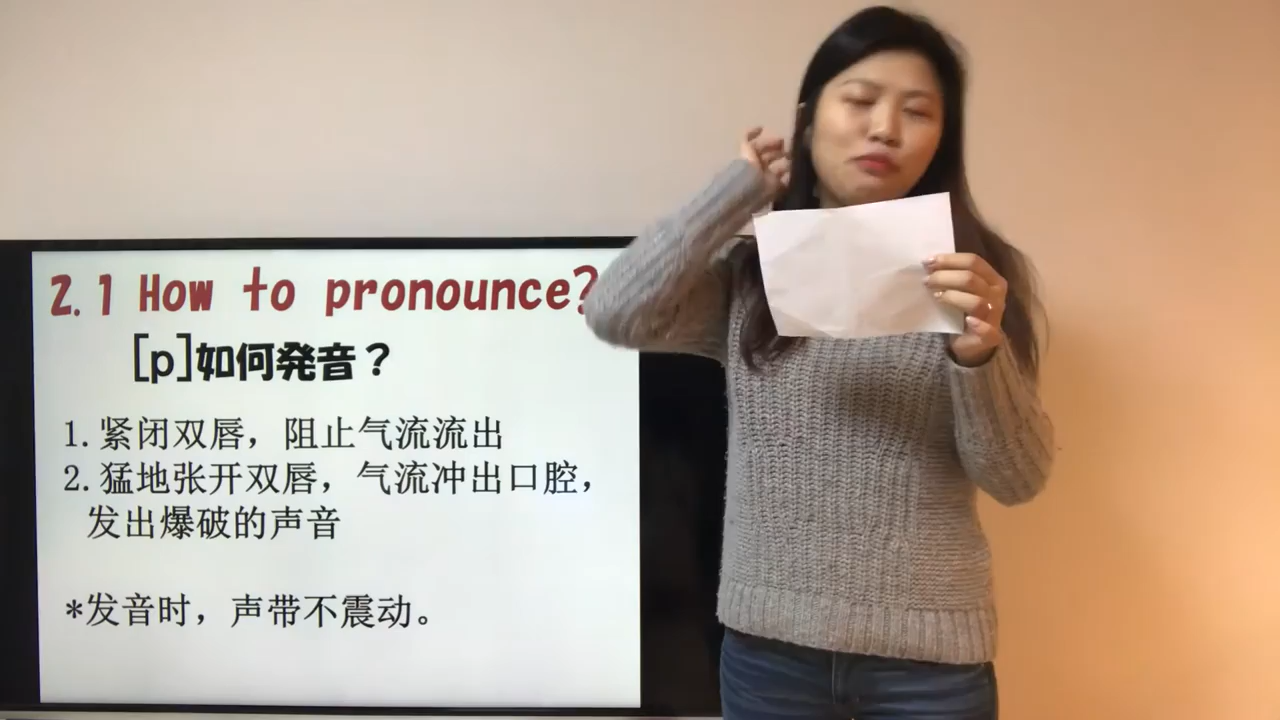 2.1 How to pronounce?
[p]如何発音？
1.紧闭双唇，阻止气流流出
2.猛地张开双唇，气流冲出口腔，
发出爆破的声音
*发音时，声带不震动。